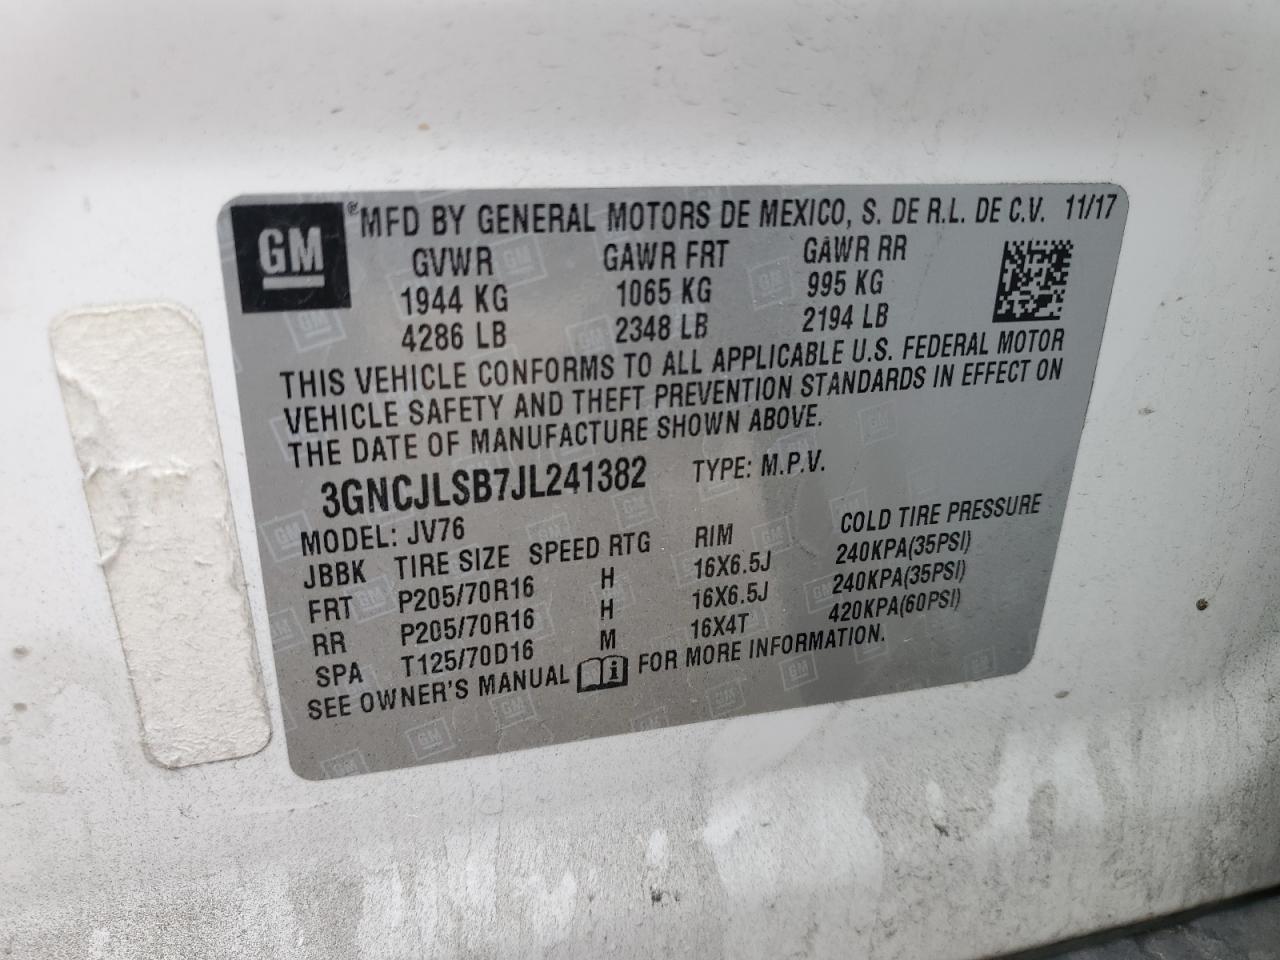 GM ® MFD BY GENERAL MOTORS DE MEXICO, S. DE R.L. DE C.V. 11/17
GVWR GAWR FRT GAWR RR
1944 KG 1065 KG 995 KG
4286 LB 2348 LB 2194 LB
THIS VEHICLE CONFORMS TO ALL APPLICABLE U.S. FEDERAL MOTOR
VEHICLE SAFETY AND THEFT PREVENTION STANDARDS IN EFFECT ON
THE DATE OF MANUFACTURE SHOWN ABOVE.
3GNCJLSB7JL241382 TYPE: M.P.V.
MODEL: JV76
JBBK TIRE SIZE SPEED RTG RIM COLD TIRE PRESSURE
FRT P205/70R16 H 16X6.5J 240KPA(35PSI)
RR P205/70R16 H 16X6.5J 240KPA(35PSI)
SPA T125/70D16 M 16X4T 420KPA(60PSI)
SEE OWNER'S MANUAL i FOR MORE INFORMATION.